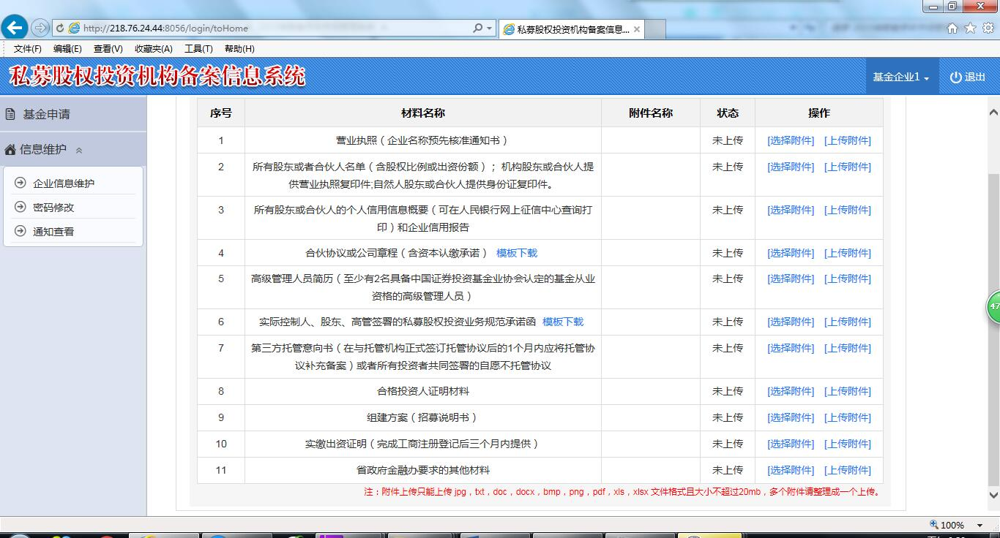 http://218.76.24.44:8056/login/toHome
私募股权投资机构备案信息...
文件(F) 编辑(E) 查看(V) 收藏夹(A) 工具(T) 帮助(H)
私募股权投资机构备案信息系统
基金企业1
退出
基金申请
信息维护
企业信息维护
密码修改
通知查看
序号 材料名称 附件名称 状态 操作
1 营业执照（企业名称预先核准通知书） 未上传 [选择附件] [上传附件]
2 所有股东或者合伙人名单（含股权比例或出资份额）；机构股东或合伙人提 未上传 [选择附件] [上传附件]
供营业执照复印件;自然人股东或合伙人提供身份证复印件。
3 所有股东或合伙人的个人信用信息概要（可在人民银行网上征信中心查询打 未上传 [选择附件] [上传附件]
印）和企业信用报告
4 合伙协议或公司章程（含资本认缴承诺） 模板下载 未上传 [选择附件] [上传附件]
5 高级管理人员简历（至少有2名具备中国证券投资基金业协会认定的基金从业 未上传 [选择附件] [上传附件]
资格的高级管理人员）
6 实际控制人、股东、高管签署的私募股权投资业务规范承诺函 模板下载 未上传 [选择附件] [上传附件]
7 第三方托管意向书（在与托管机构正式签订托管协议后的1个月内应将托管协 未上传 [选择附件] [上传附件]
议补充备案）或者所有投资者共同签署的自愿不托管协议
8 合格投资人证明材料 未上传 [选择附件] [上传附件]
9 组建方案（招募说明书） 未上传 [选择附件] [上传附件]
10 实缴出资证明（完成工商注册登记后三个月内提供） 未上传 [选择附件] [上传附件]
11 省政府金融办要求的其他材料 未上传 [选择附件] [上传附件]
注：附件上传只能上传 jpg，txt，doc，docx，bmp，png，pdf，xls，xlsx 文件格式且大小不超过20mb，多个附件请整理成一个上传。
47
100%